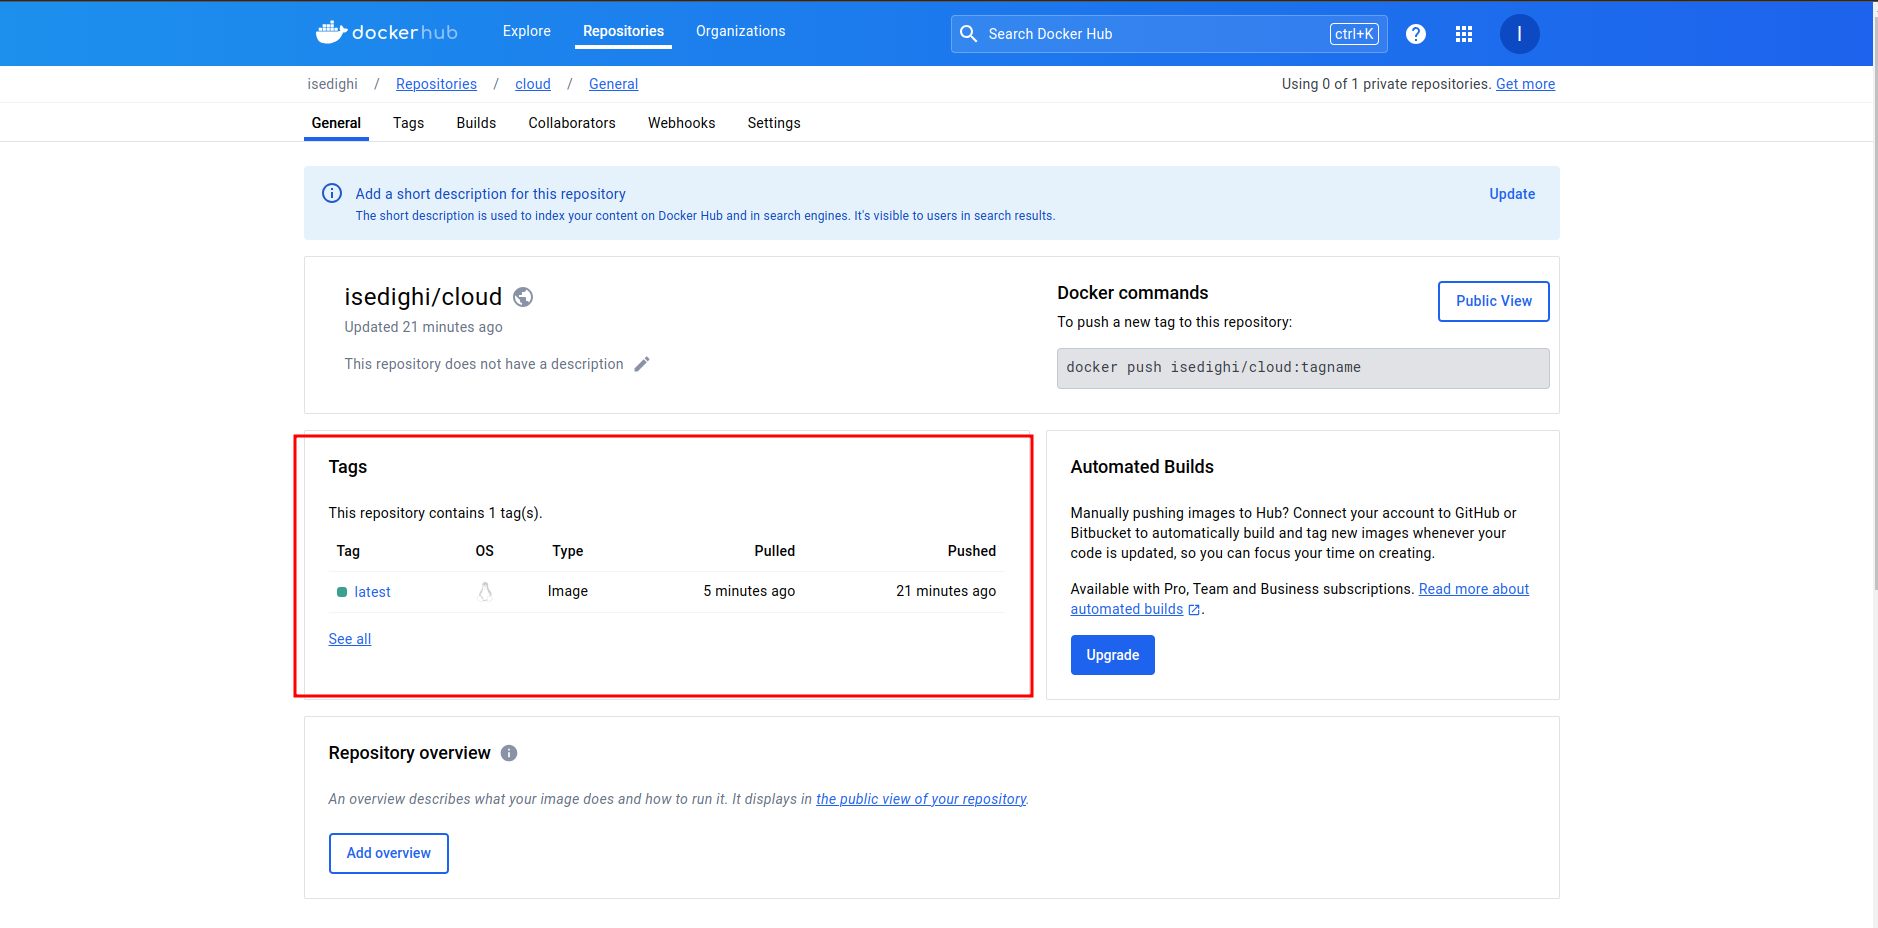 dockerhub Explore Repositories Organizations Search Docker Hub ctrl+K ? I
isedighi / Repositories / cloud / General Using 0 of 1 private repositories. Get more
General Tags Builds Collaborators Webhooks Settings
Add a short description for this repository Update
The short description is used to index your content on Docker Hub and in search engines. It's visible to users in search results.
isedighi/cloud
Updated 21 minutes ago
This repository does not have a description
Docker commands
Public View
To push a new tag to this repository:
docker push isedighi/cloud:tagname
Tags
This repository contains 1 tag(s).
Tag OS Type Pulled Pushed
latest Image 5 minutes ago 21 minutes ago
See all
Automated Builds
Manually pushing images to Hub? Connect your account to GitHub or
Bitbucket to automatically build and tag new images whenever your
code is updated, so you can focus your time on creating.
Available with Pro, Team and Business subscriptions. Read more about
automated builds.
Upgrade
Repository overview
An overview describes what your image does and how to run it. It displays in the public view of your repository.
Add overview